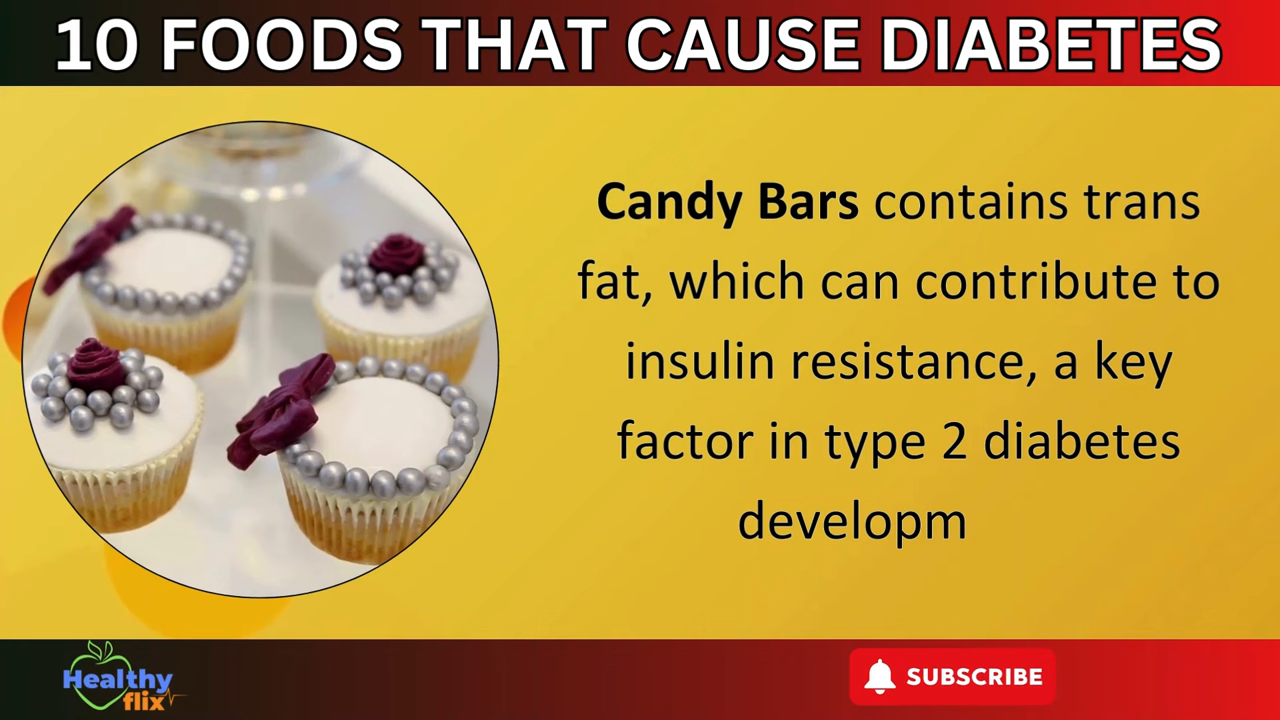 10 FOODS THAT CAUSE DIABETES
Candy Bars contains trans
fat, which can contribute to
insulin resistance, a key
factor in type 2 diabetes
developm
Healthy
flix
SUBSCRIBE